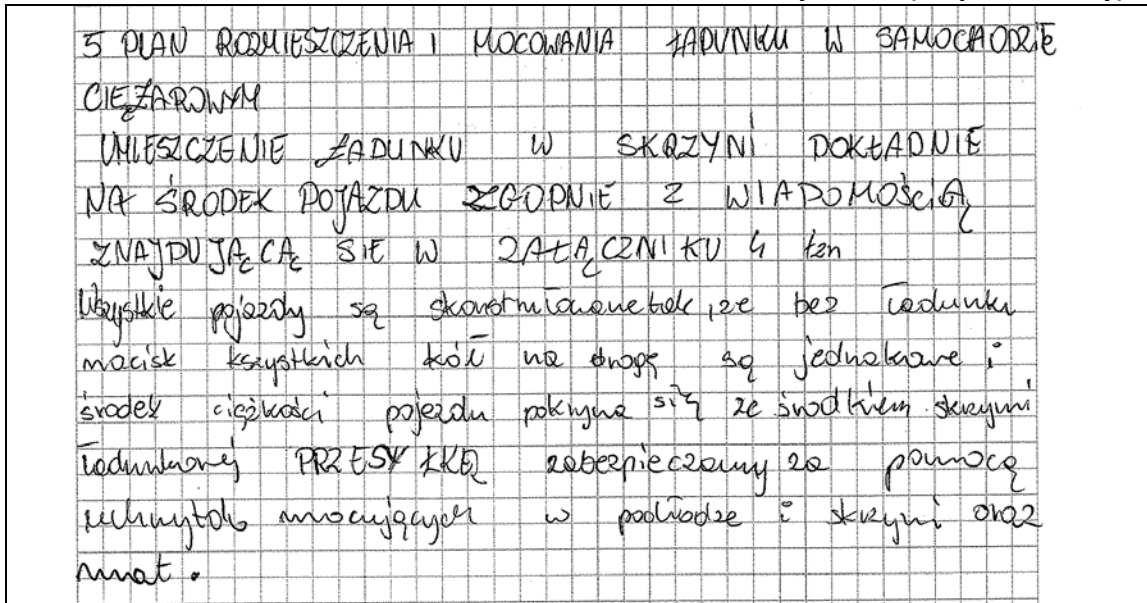 5 PLAN ROZMIESZCZENIA I MOCOWANIA ŁADUNKU W SAMOCHODZIE
CIĘŻAROWYM
UMIESZCZENIE ŁADUNKU W SKRZYNI DOKŁADNIE
NA ŚRODEK POJAZDU ZGODNIE Z WIADOMOŚCIĄ
ZNAJDUJĄCĄ SIE W ZAŁĄCZNIKU 4 tzn
Wszystkie pojazdy są tak, że bez ładunku
nacisk wszystkich kół na drogę są jednakowe i
środek ciężkości pojazdu pokrywa się ze środkiem skrzyni
ładunkowej PRZESYŁKĘ zabezpieczamy za pomocą
uchwytów mocujących w podłodze i skrzyni oraz
mat.